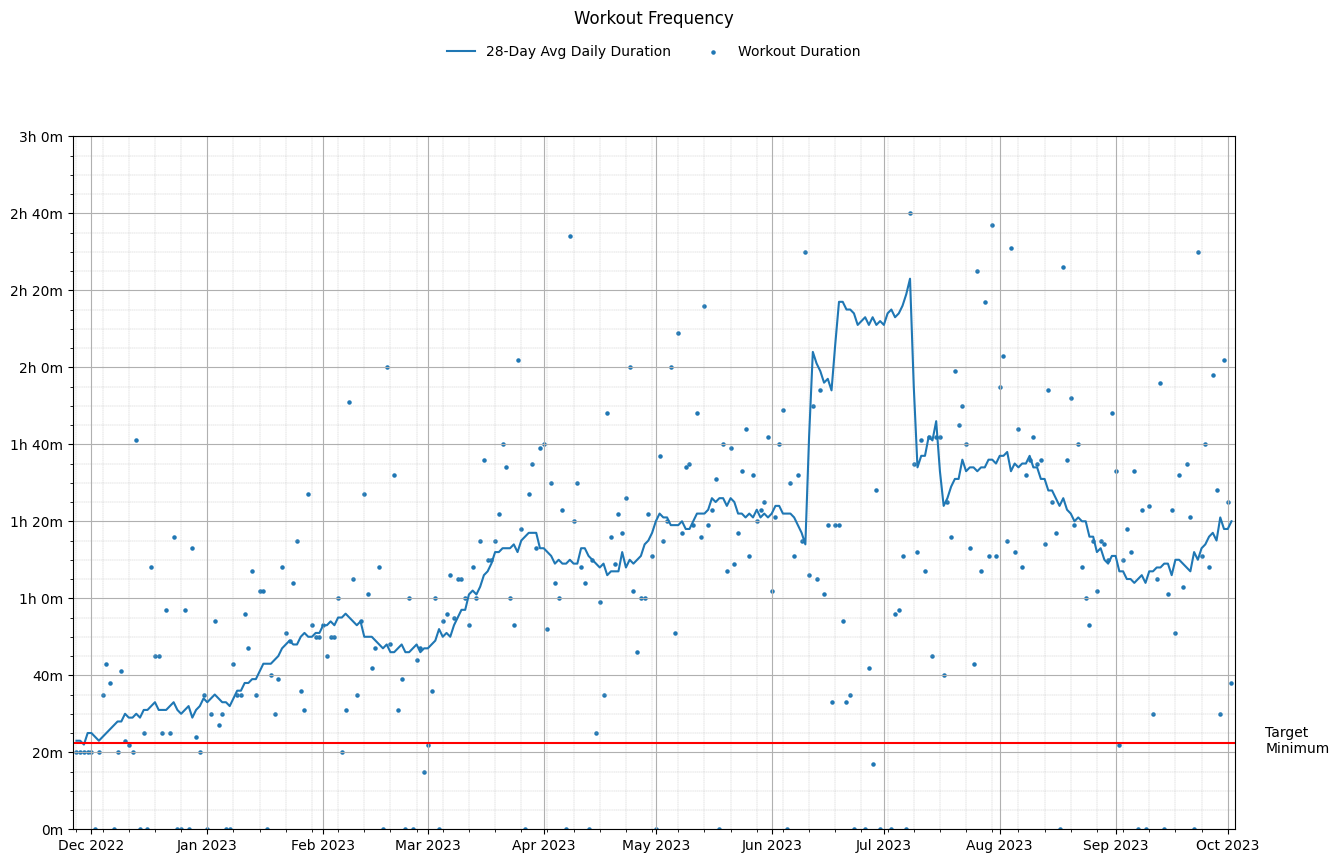 Workout Frequency
28-Day Avg Daily Duration
Workout Duration
3h 0m
2h 40m
2h 20m
2h 0m
1h 40m
1h 20m
1h 0m
40m
20m
0m
Target
Minimum
Dec 2022
Jan 2023
Feb 2023
Mar 2023
Apr 2023
May 2023
Jun 2023
Jul 2023
Aug 2023
Sep 2023
Oct 2023